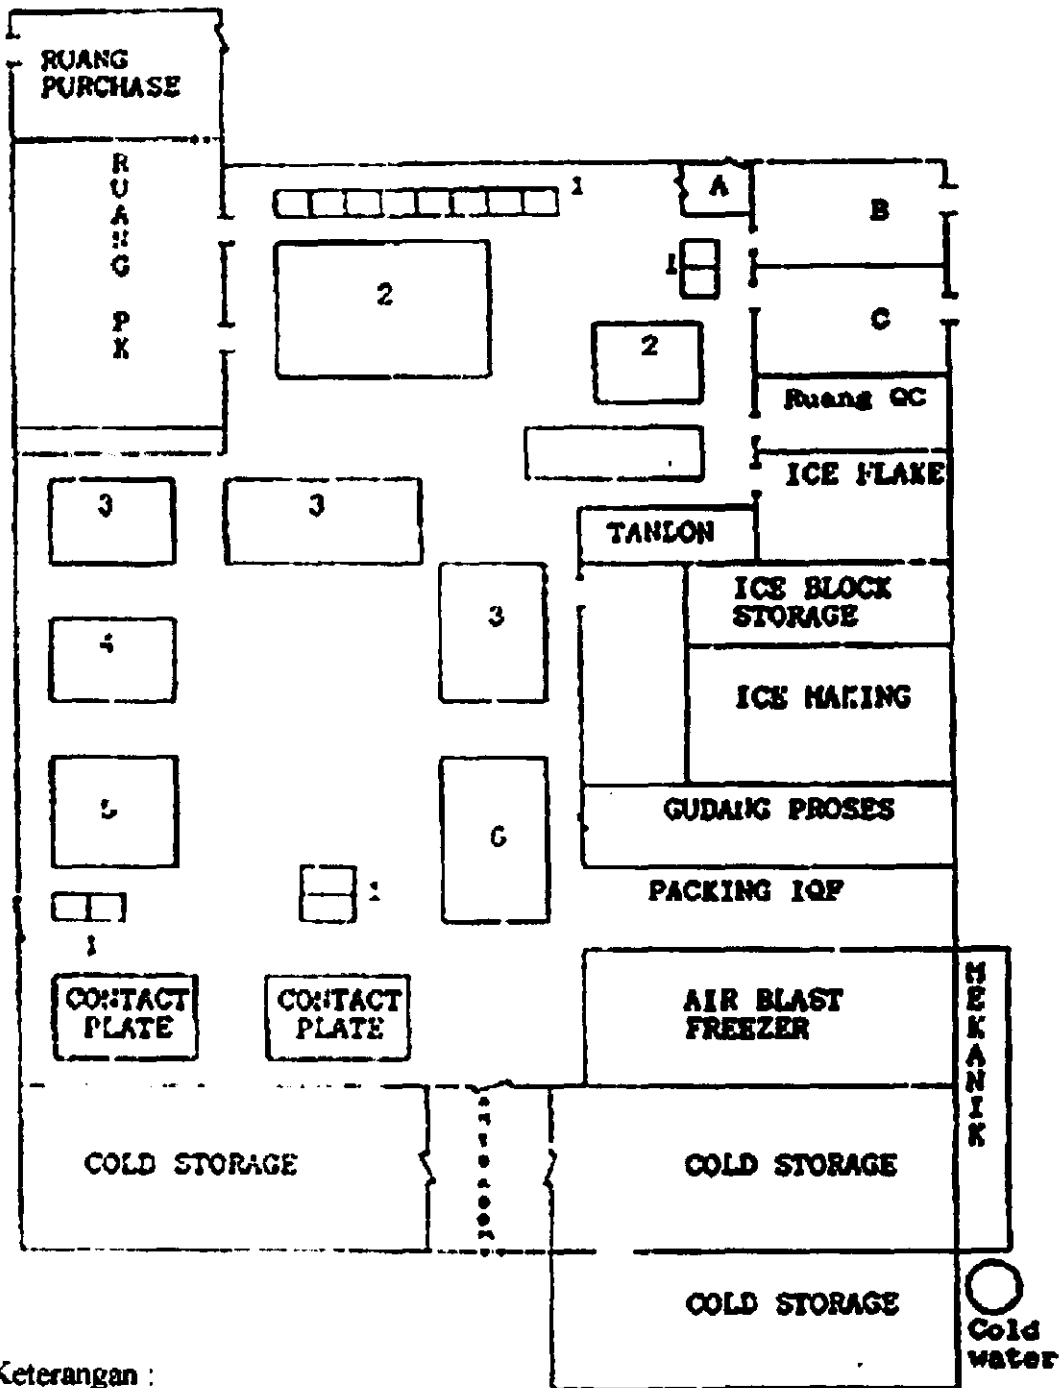 RUANG
PURCHASE
RUANG PK
1
A
B
2
1
C
2
Ruang QC
ICE FLAKE
3
3
TANDON
ICE BLOCK
STORAGE
3
4
ICE MAKING
5
6
GUDANG PROSES
1
PACKING IQF
1
CONTACT
PLATE
CONTACT
PLATE
AIR BLAST
FREEZER
MEKANIK
COLD STORAGE
COLD STORAGE
COLD STORAGE
Cold
water
Keterangan :